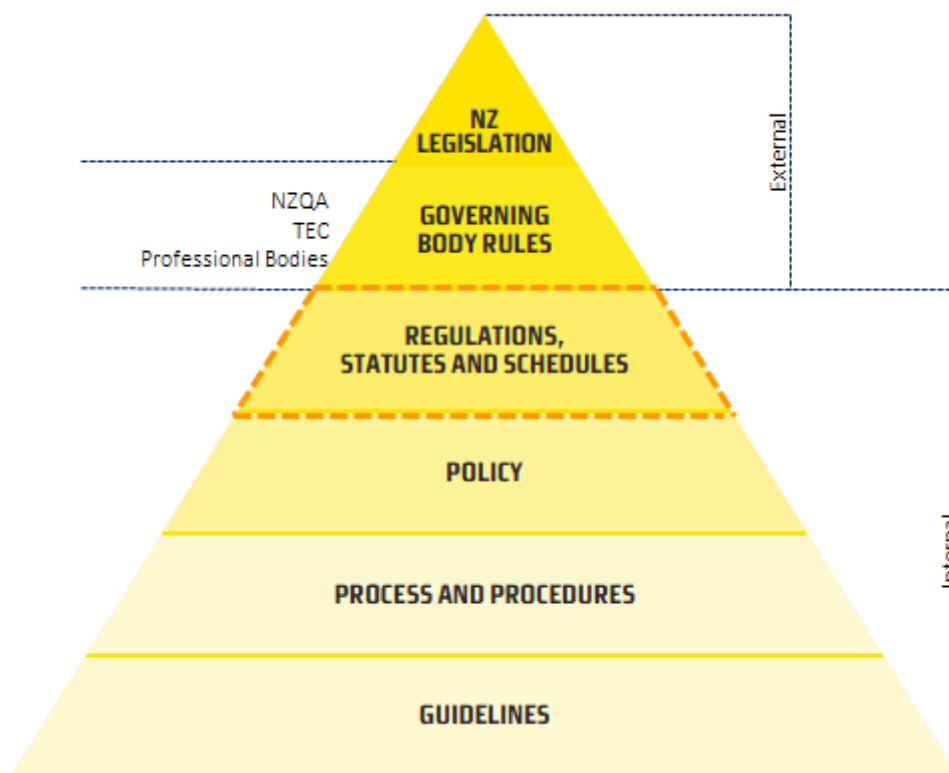 NZ
LEGISLATION
External
NZQA
TEC
Professional Bodies
GOVERNING
BODY RULES
REGULATIONS,
STATUTES AND SCHEDULES
POLICY
Internal
PROCESS AND PROCEDURES
GUIDELINES